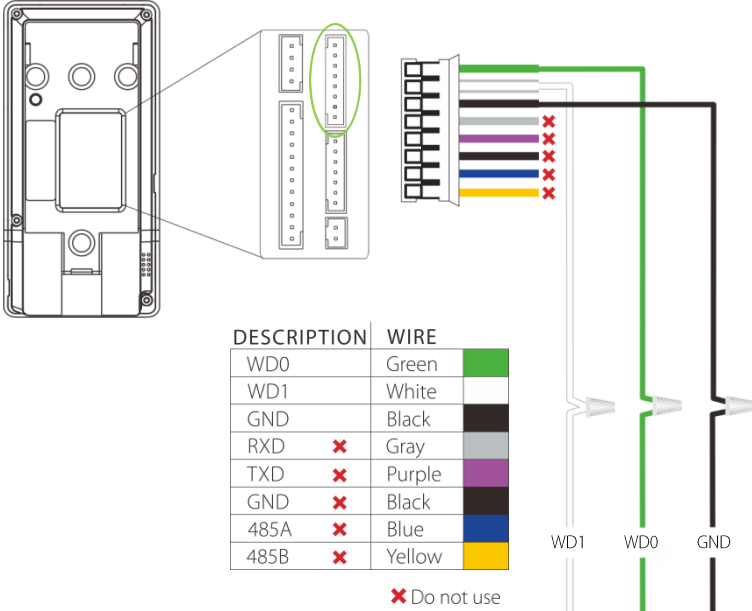 DESCRIPTION WIRE
WD0 Green
WD1 White
GND Black
RXD Gray
TXD Purple
GND Black
485A Blue
485B Yellow
Do not use
WD1 WD0 GND